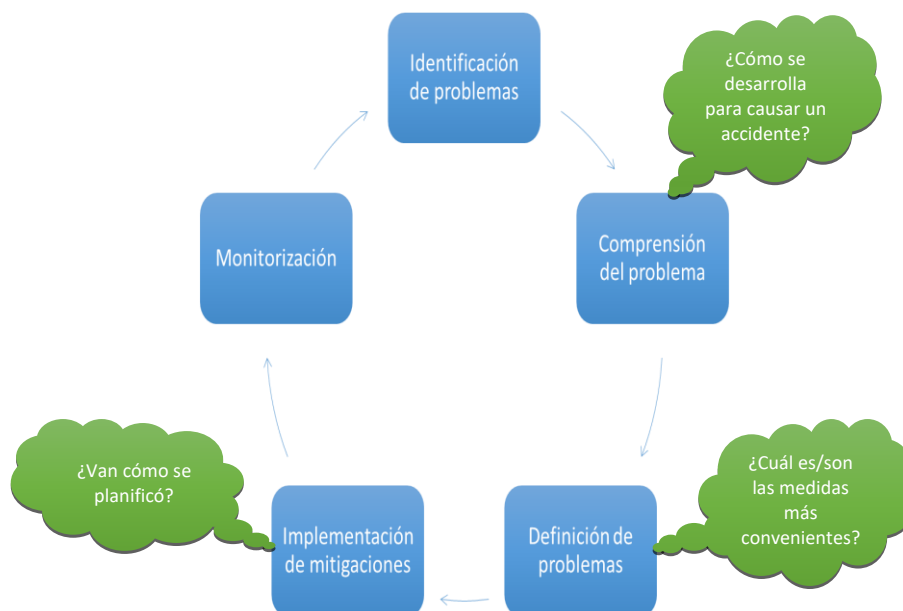 Identificación
de problemas
¿Cómo se
desarrolla
para causar un
accidente?
Comprensión
del problema
Monitorización
¿Cuál es/son
las medidas
más
convenientes?
Definición de
problemas
¿Van cómo se
planificó?
Implementación
de mitigaciones